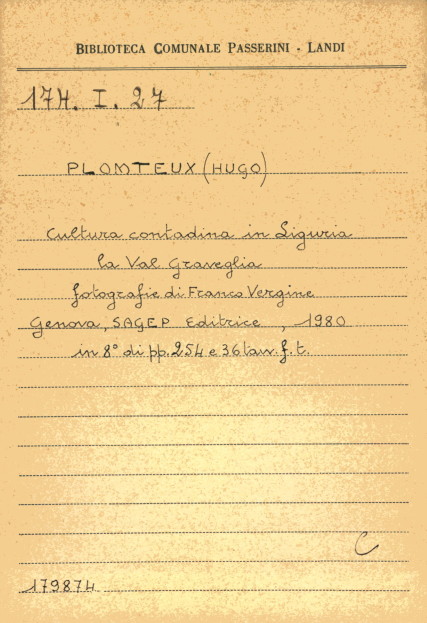 BIBLIOTECA COMUNALE PASSERINI - LANDI
174. I. 27
PLOMTEUX (HUGO)
Cultura contadina in Liguria
la Val Graveglia
fotografie di Franco Vergine
Genova, SAGEP Editrice, 1980
in 8° di pp. 254 e 36 tav. f. t.
C
179874